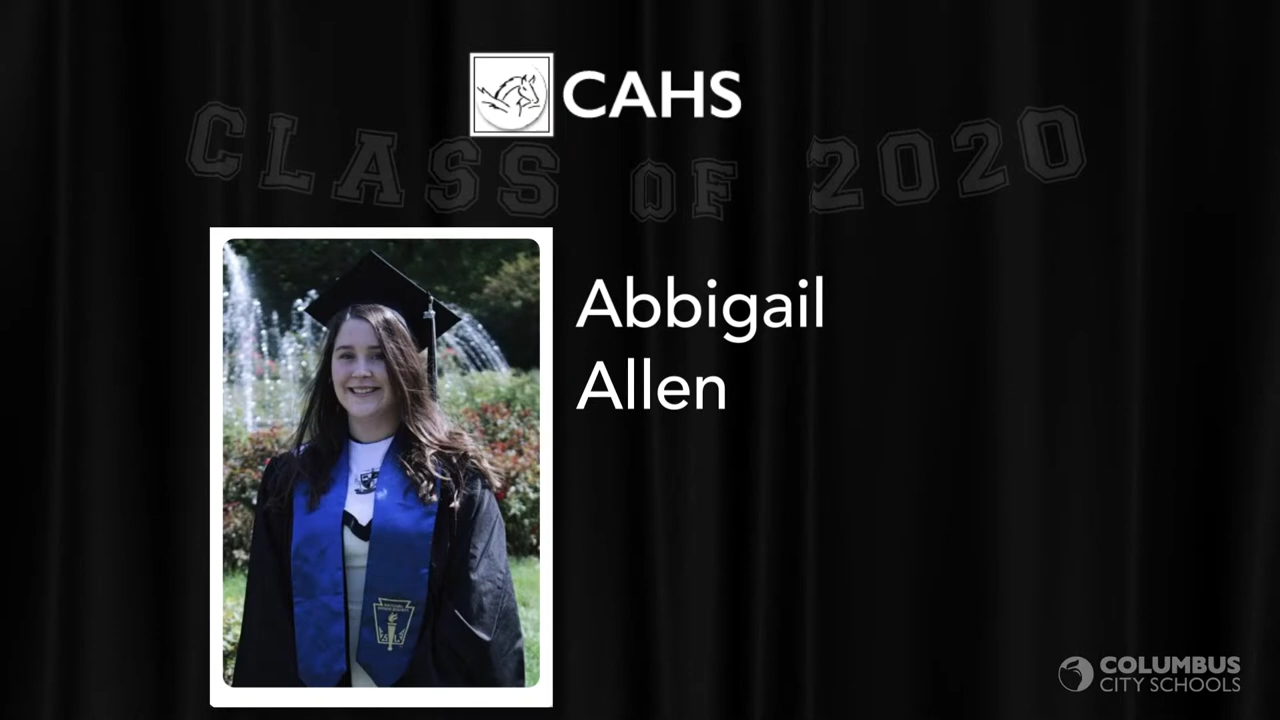 CAHS
CLASS OF 2020
Abbigail
Allen
COLUMBUS
CITY SCHOOLS